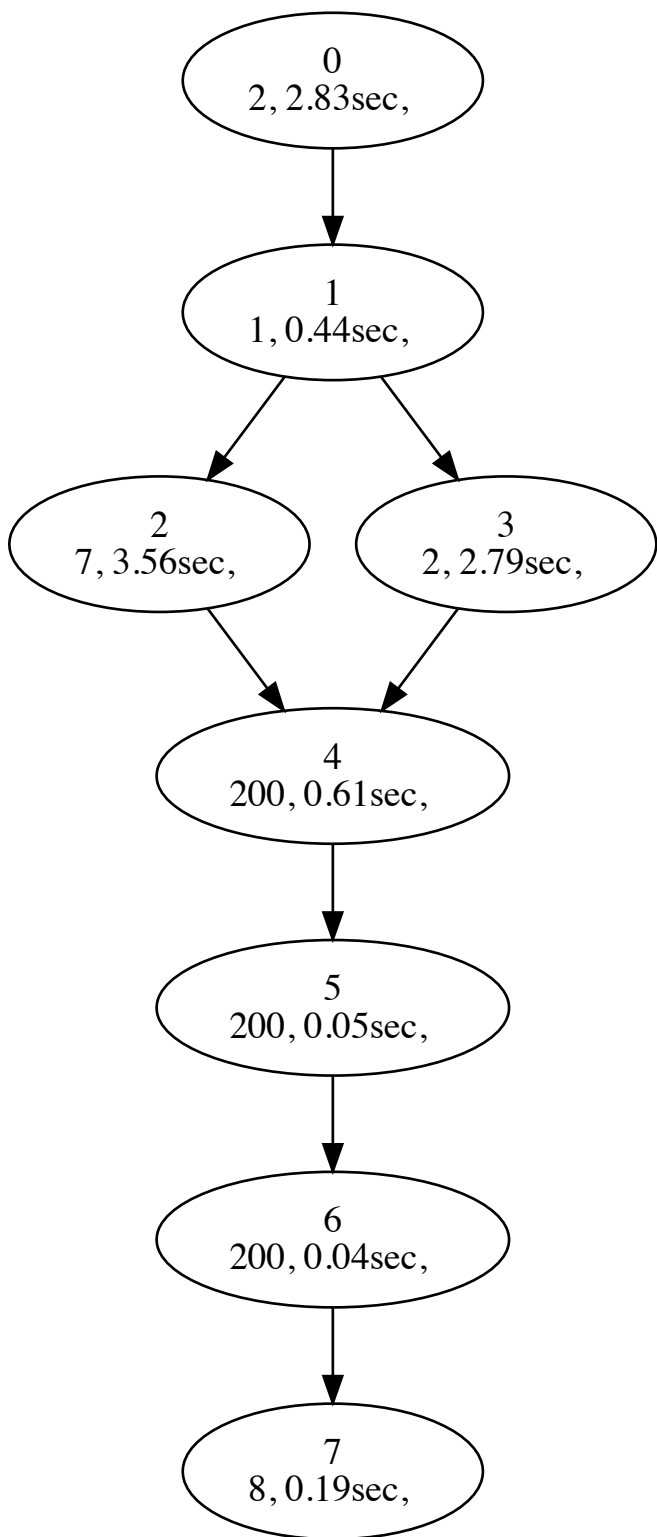 0
2, 2.83sec,
1
1, 0.44sec,
2
7, 3.56sec,
3
2, 2.79sec,
4
200, 0.61sec,
5
200, 0.05sec,
6
200, 0.04sec,
7
8, 0.19sec,